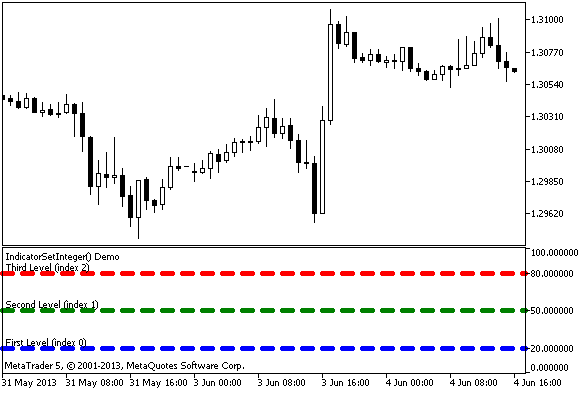 1.31000
1.30770
1.30540
1.30310
1.30080
1.29850
1.29620
IndicatorSetInteger() Demo
100.000000
Third Level (index 2)
80.000000
Second Level (index 1)
50.000000
First Level (index 0)
20.000000
MetaTrader 5, © 2001-2013, MetaQuotes Software Corp.
0.000000
31 May 2013 31 May 08:00 31 May 16:00 3 Jun 00:00 3 Jun 08:00 3 Jun 16:00 4 Jun 00:00 4 Jun 08:00 4 Jun 16:00